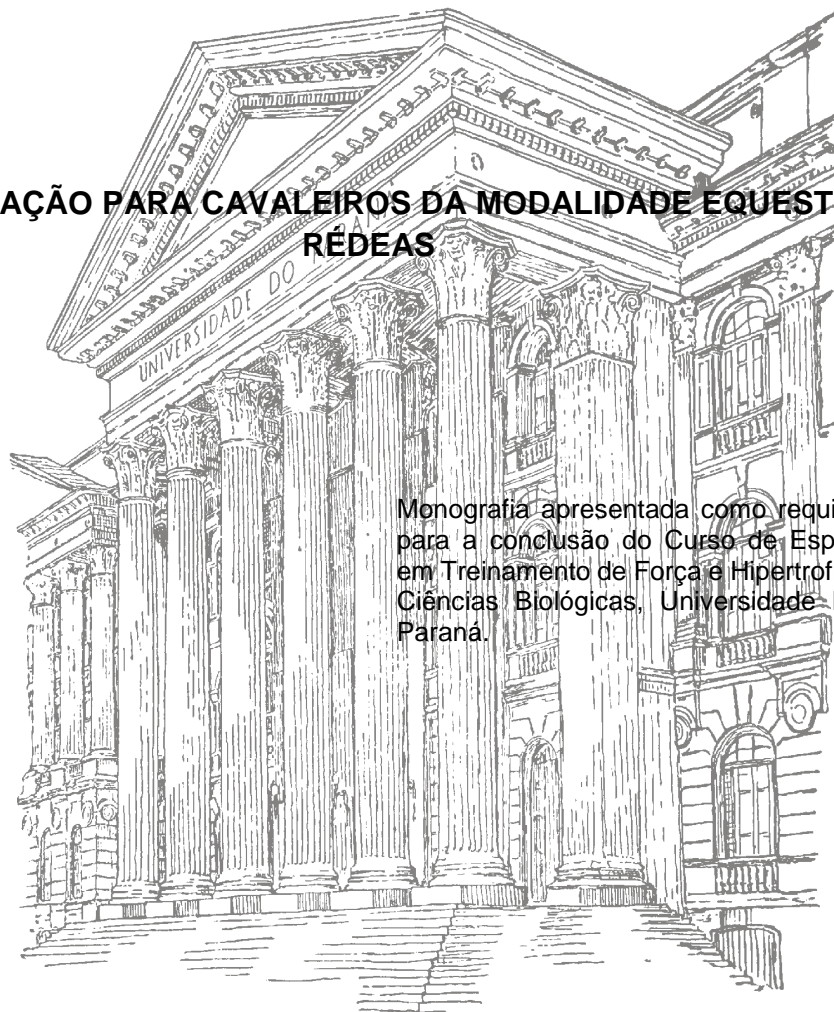 AÇÃO PARA CAVALEIROS DA MODALIDADE EQUEST
RÉDEAS
UNIVERSIDADE DO
Monografia apresentada como requi
para a conclusão do Curso de Esp
em Treinamento de Força e Hipertrof
Ciências Biológicas, Universidade
Paraná.